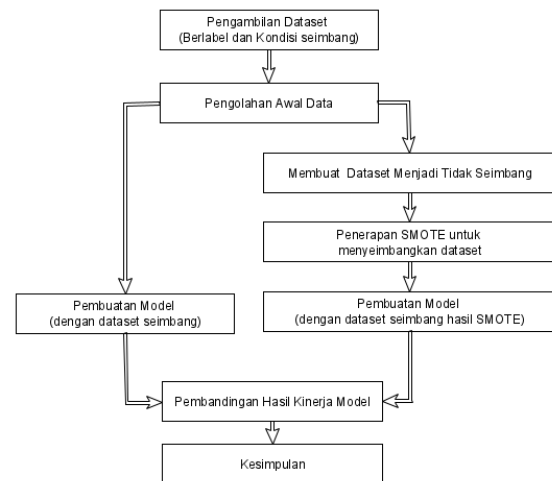 Pengambilan Dataset
(Berlabel dan Kondisi seimbang)
Pengolahan Awal Data
Membuat Dataset Menjadi Tidak Seimbang
Penerapan SMOTE untuk
menyeimbangkan dataset
Pembuatan Model
(dengan dataset seimbang)
Pembuatan Model
(dengan dataset seimbang hasil SMOTE)
Pembandingan Hasil Kinerja Model
Kesimpulan